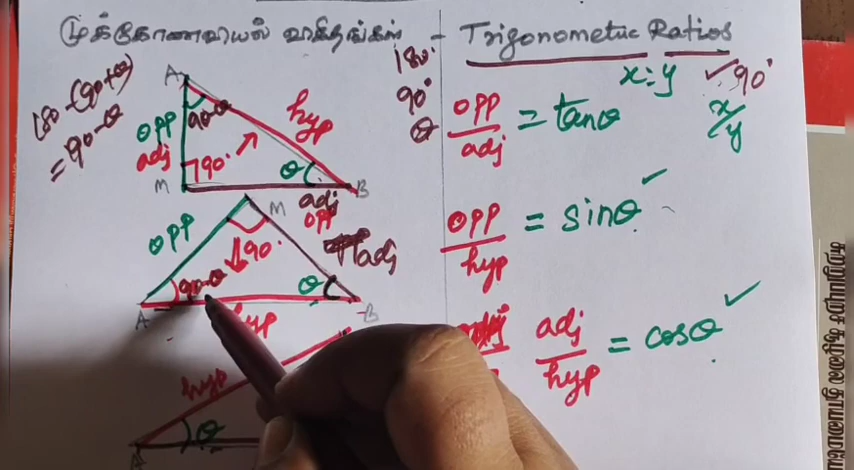 முக்கோணவியல் விகிதங்கள் - Trigonometric Ratios
180-(90+θ)
= 90-θ
A
90-θ
opp
adj
hyp
90°
θ
M
B
adj
opp
180°
90°
θ
x:y
✓90°
x/y
opp/adj = tanθ
M
opp
90°
adj
90-θ
θ
A
B
hyp
opp/hyp = sinθ ✓
hyp
θ
A
adj/hyp = cosθ ✓